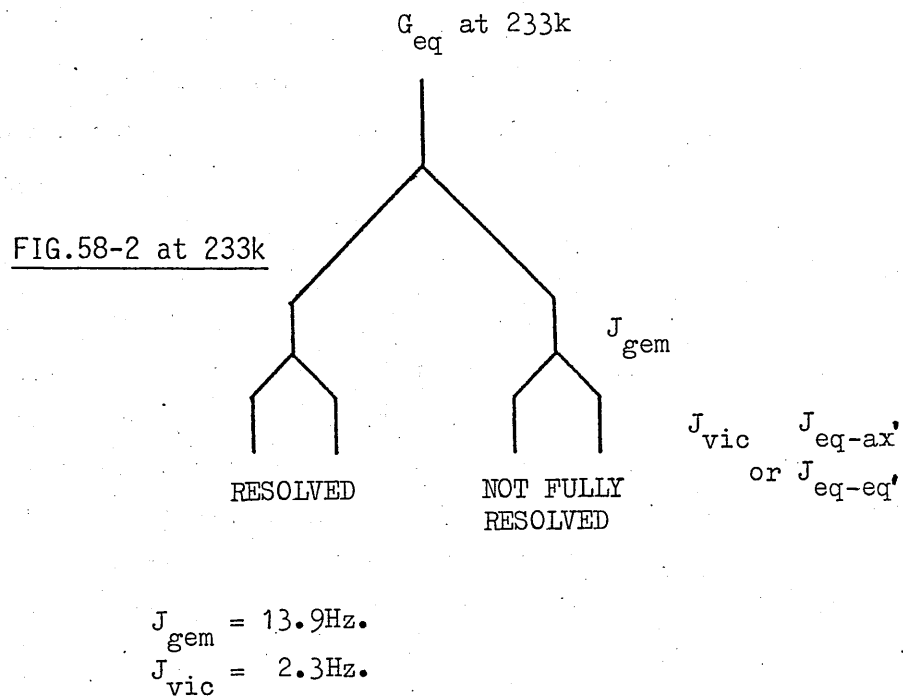 G_eq at 233k
FIG.58-2 at 233k
J_gem
J_vic J_eq-ax'
or J_eq-eq'
RESOLVED
NOT FULLY
RESOLVED
J_gem = 13.9Hz.
J_vic = 2.3Hz.